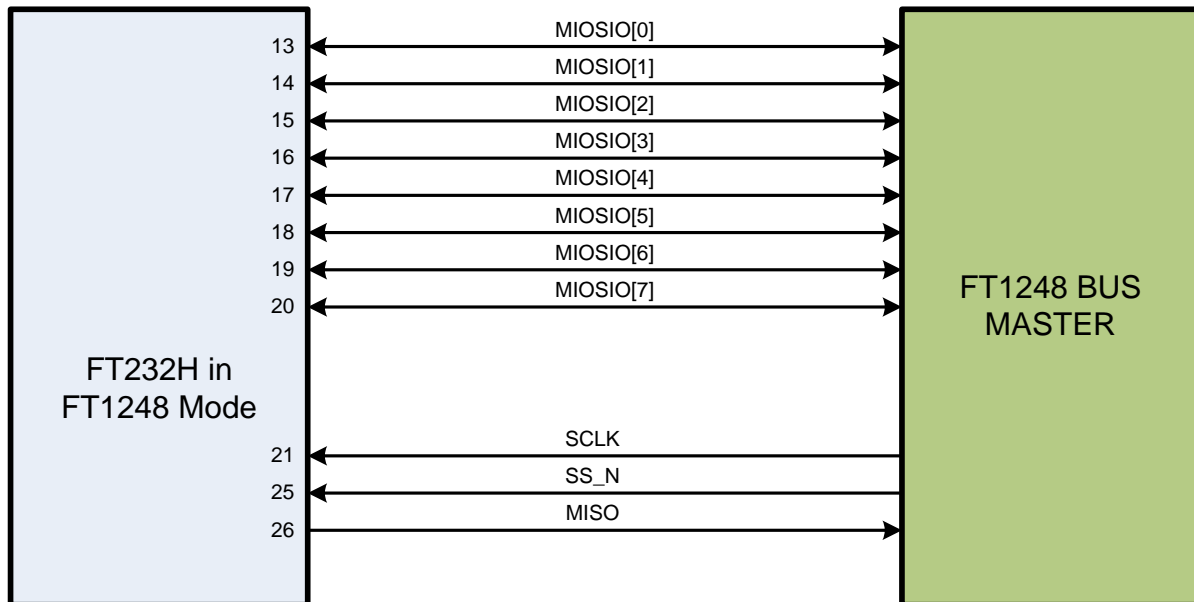 MIOSIO[0]
13
MIOSIO[1]
14
MIOSIO[2]
15
MIOSIO[3]
16
MIOSIO[4]
17
MIOSIO[5]
18
MIOSIO[6]
19
MIOSIO[7]
20
FT1248 BUS
MASTER
FT232H in
FT1248 Mode
SCLK
21
SS_N
25
MISO
26